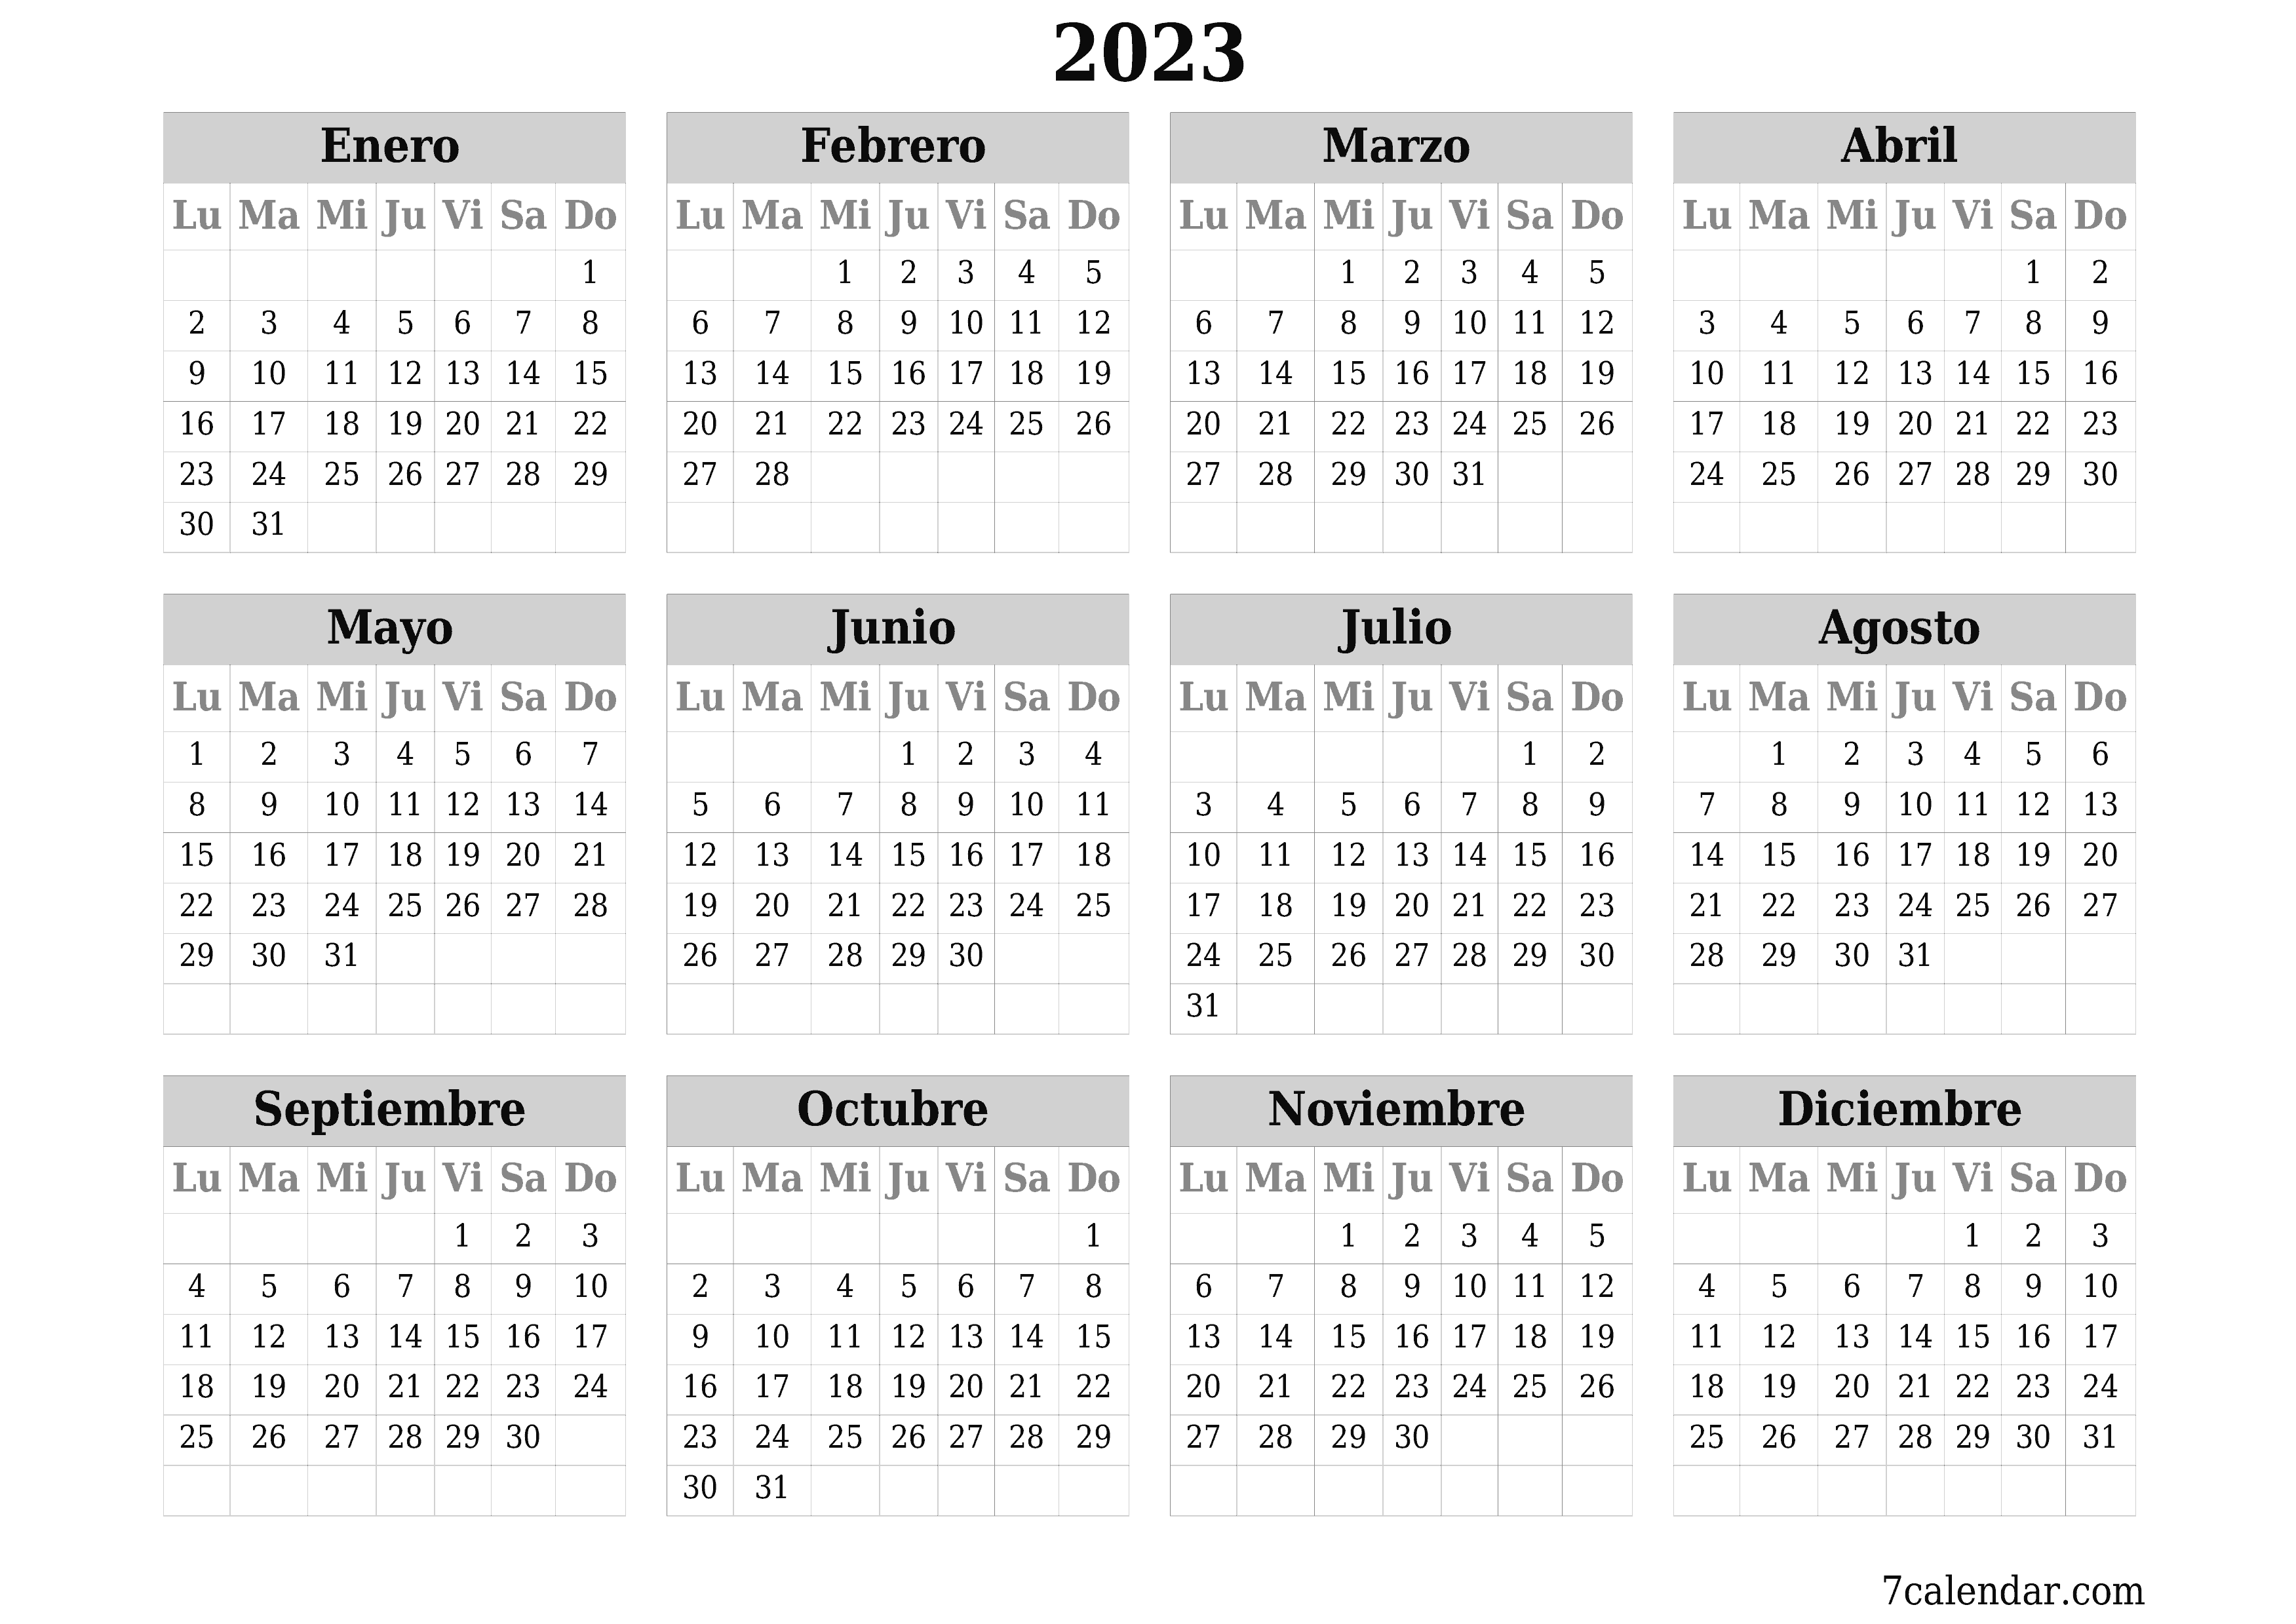 2023
Enero
Lu Ma Mi Ju Vi Sa Do
1
2 3 4 5 6 7 8
9 10 11 12 13 14 15
16 17 18 19 20 21 22
23 24 25 26 27 28 29
30 31
Febrero
Lu Ma Mi Ju Vi Sa Do
1 2 3 4 5
6 7 8 9 10 11 12
13 14 15 16 17 18 19
20 21 22 23 24 25 26
27 28
Marzo
Lu Ma Mi Ju Vi Sa Do
1 2 3 4 5
6 7 8 9 10 11 12
13 14 15 16 17 18 19
20 21 22 23 24 25 26
27 28 29 30 31
Abril
Lu Ma Mi Ju Vi Sa Do
1 2
3 4 5 6 7 8 9
10 11 12 13 14 15 16
17 18 19 20 21 22 23
24 25 26 27 28 29 30
Mayo
Lu Ma Mi Ju Vi Sa Do
1 2 3 4 5 6 7
8 9 10 11 12 13 14
15 16 17 18 19 20 21
22 23 24 25 26 27 28
29 30 31
Junio
Lu Ma Mi Ju Vi Sa Do
1 2 3 4
5 6 7 8 9 10 11
12 13 14 15 16 17 18
19 20 21 22 23 24 25
26 27 28 29 30
Julio
Lu Ma Mi Ju Vi Sa Do
1 2
3 4 5 6 7 8 9
10 11 12 13 14 15 16
17 18 19 20 21 22 23
24 25 26 27 28 29 30
31
Agosto
Lu Ma Mi Ju Vi Sa Do
1 2 3 4 5 6
7 8 9 10 11 12 13
14 15 16 17 18 19 20
21 22 23 24 25 26 27
28 29 30 31
Septiembre
Lu Ma Mi Ju Vi Sa Do
1 2 3
4 5 6 7 8 9 10
11 12 13 14 15 16 17
18 19 20 21 22 23 24
25 26 27 28 29 30
Octubre
Lu Ma Mi Ju Vi Sa Do
1
2 3 4 5 6 7 8
9 10 11 12 13 14 15
16 17 18 19 20 21 22
23 24 25 26 27 28 29
30 31
Noviembre
Lu Ma Mi Ju Vi Sa Do
1 2 3 4 5
6 7 8 9 10 11 12
13 14 15 16 17 18 19
20 21 22 23 24 25 26
27 28 29 30
Diciembre
Lu Ma Mi Ju Vi Sa Do
1 2 3
4 5 6 7 8 9 10
11 12 13 14 15 16 17
18 19 20 21 22 23 24
25 26 27 28 29 30 31
7calendar.com